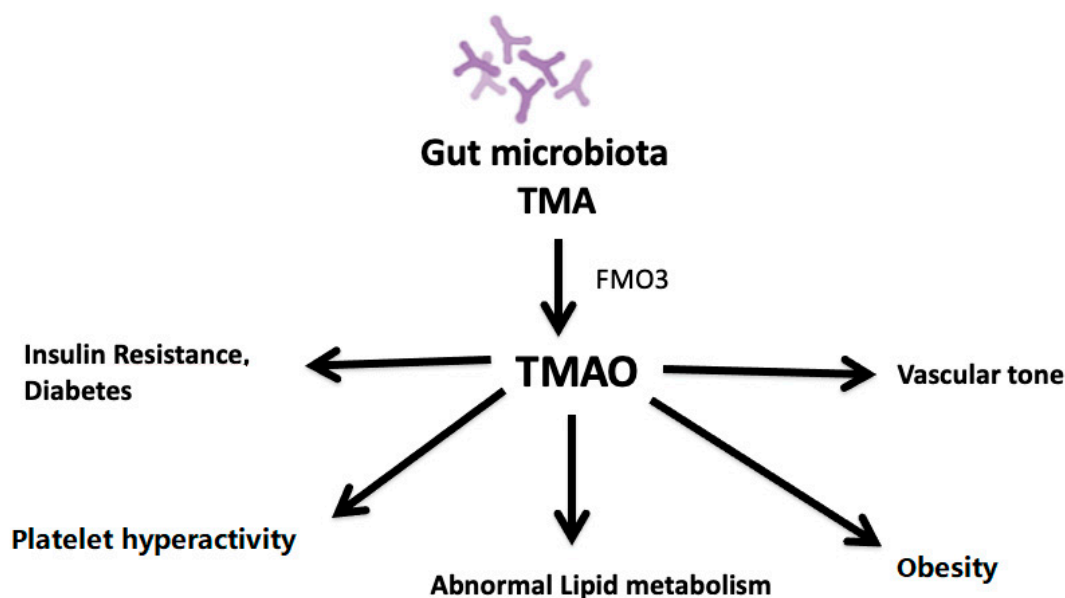 Gut microbiota
TMA
FMO3
Insulin Resistance,
Diabetes
TMAO
Vascular tone
Platelet hyperactivity
Abnormal Lipid metabolism
Obesity